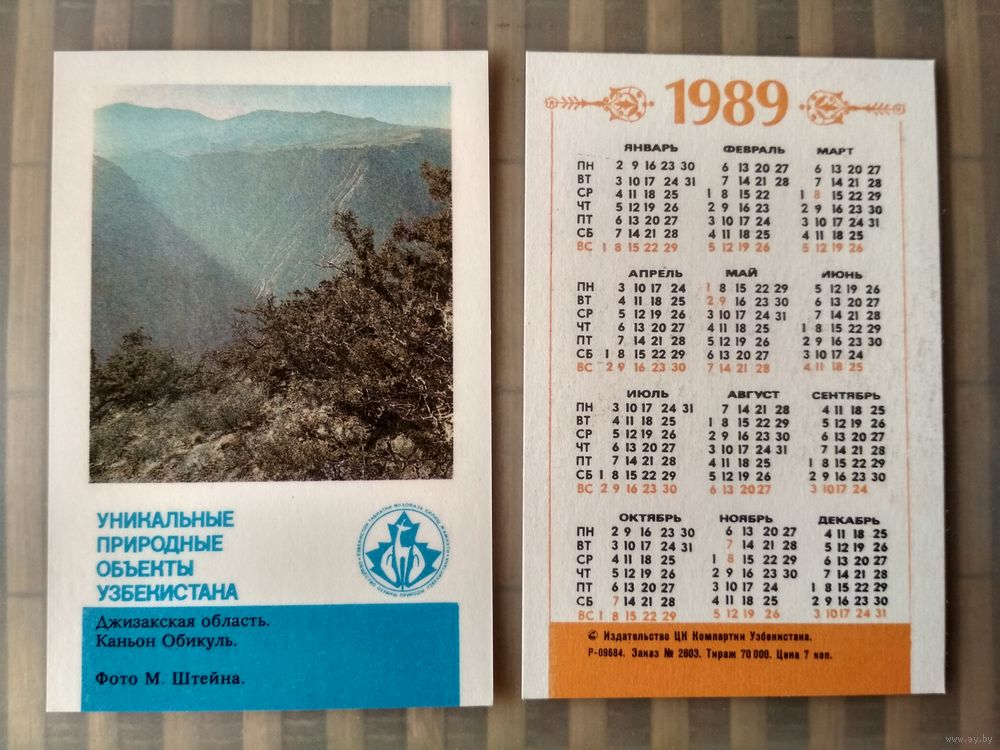 УНИКАЛЬНЫЕ
ПРИРОДНЫЕ
ОБЪЕКТЫ
УЗБЕКИСТАНА
Джизакская область.
Каньон Обикуль.
Фото М. Штейна.
1989
ЯНВАРЬ ФЕВРАЛЬ МАРТ
ПН 2 9 16 23 30 6 13 20 27 6 13 20 27
ВТ 3 10 17 24 31 7 14 21 28 7 14 21 28
СР 4 11 18 25 1 8 15 22 1 8 15 22 29
ЧТ 5 12 19 26 2 9 16 23 2 9 16 23 30
ПТ 6 13 20 27 3 10 17 24 3 10 17 24 31
СБ 7 14 21 28 4 11 18 25 4 11 18 25
ВС 1 8 15 22 29 5 12 19 26 5 12 19 26
АПРЕЛЬ МАЙ ИЮНЬ
ПН 3 10 17 24 1 8 15 22 29 5 12 19 26
ВТ 4 11 18 25 2 9 16 23 30 6 13 20 27
СР 5 12 19 26 3 10 17 24 31 7 14 21 28
ЧТ 6 13 20 27 4 11 18 25 1 8 15 22 29
ПТ 7 14 21 28 5 12 19 26 2 9 16 23 30
СБ 1 8 15 22 29 6 13 20 27 3 10 17 24
ВС 2 9 16 23 30 7 14 21 28 4 11 18 25
ИЮЛЬ АВГУСТ СЕНТЯБРЬ
ПН 3 10 17 24 31 7 14 21 28 4 11 18 25
ВТ 4 11 18 25 1 8 15 22 29 5 12 19 26
СР 5 12 19 26 2 9 16 23 30 6 13 20 27
ЧТ 6 13 20 27 3 10 17 24 31 7 14 21 28
ПТ 7 14 21 28 4 11 18 25 1 8 15 22 29
СБ 1 8 15 22 29 5 12 19 26 2 9 16 23 30
ВС 2 9 16 23 30 6 13 20 27 3 10 17 24
ОКТЯБРЬ НОЯБРЬ ДЕКАБРЬ
ПН 2 9 16 23 30 6 13 20 27 4 11 18 25
ВТ 3 10 17 24 31 7 14 21 28 5 12 19 26
СР 4 11 18 25 1 8 15 22 29 6 13 20 27
ЧТ 5 12 19 26 2 9 16 23 30 7 14 21 28
ПТ 6 13 20 27 3 10 17 24 1 8 15 22 29
СБ 7 14 21 28 4 11 18 25 2 9 16 23 30
ВС 1 8 15 22 29 5 12 19 26 3 10 17 24 31
© Издательство ЦК Компартии Узбекистана.
Р-09684. Заказ № 2603. Тираж 70 000. Цена 7 коп.
www.ay.by